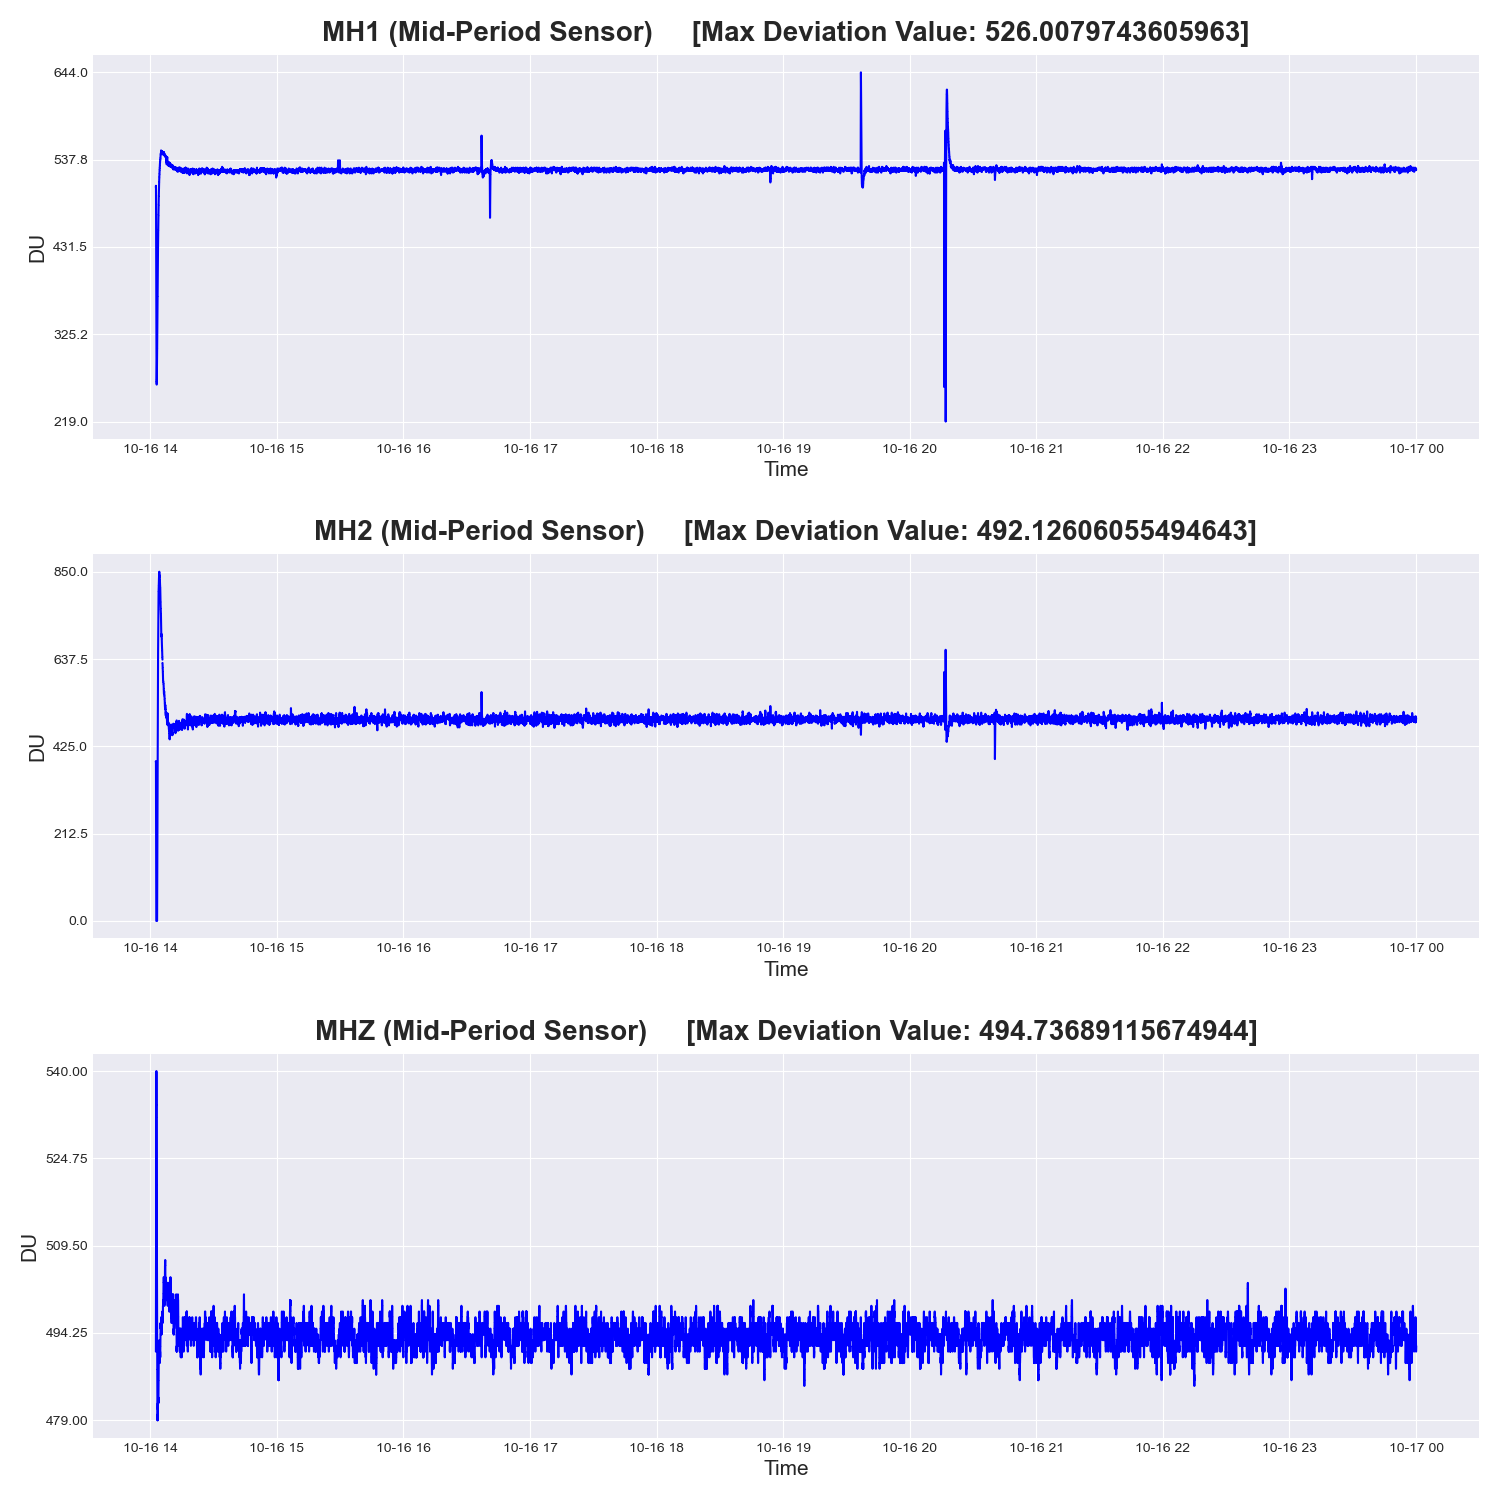 MH1 (Mid-Period Sensor) [Max Deviation Value: 526.0079743605963]
644.0
537.8
431.5
325.2
219.0
DU
10-16 14 10-16 15 10-16 16 10-16 17 10-16 18 10-16 19 10-16 20 10-16 21 10-16 22 10-16 23 10-17 00
Time
MH2 (Mid-Period Sensor) [Max Deviation Value: 492.12606055494643]
850.0
637.5
425.0
212.5
0.0
DU
10-16 14 10-16 15 10-16 16 10-16 17 10-16 18 10-16 19 10-16 20 10-16 21 10-16 22 10-16 23 10-17 00
Time
MHZ (Mid-Period Sensor) [Max Deviation Value: 494.73689115674944]
540.00
524.75
509.50
494.25
479.00
DU
10-16 14 10-16 15 10-16 16 10-16 17 10-16 18 10-16 19 10-16 20 10-16 21 10-16 22 10-16 23 10-17 00
Time